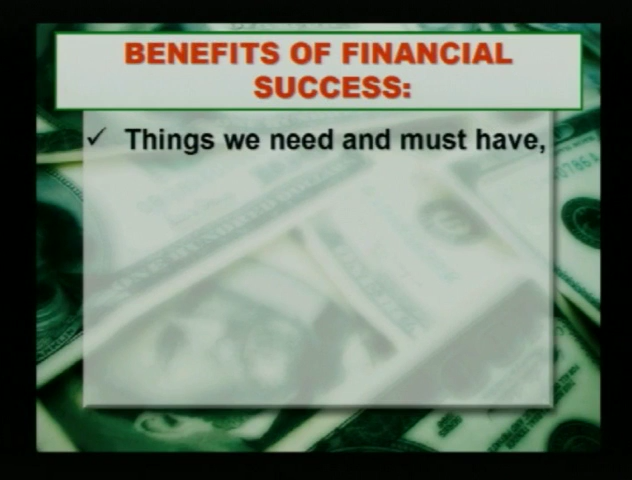 BENEFITS OF FINANCIAL
SUCCESS:
✓ Things we need and must have,